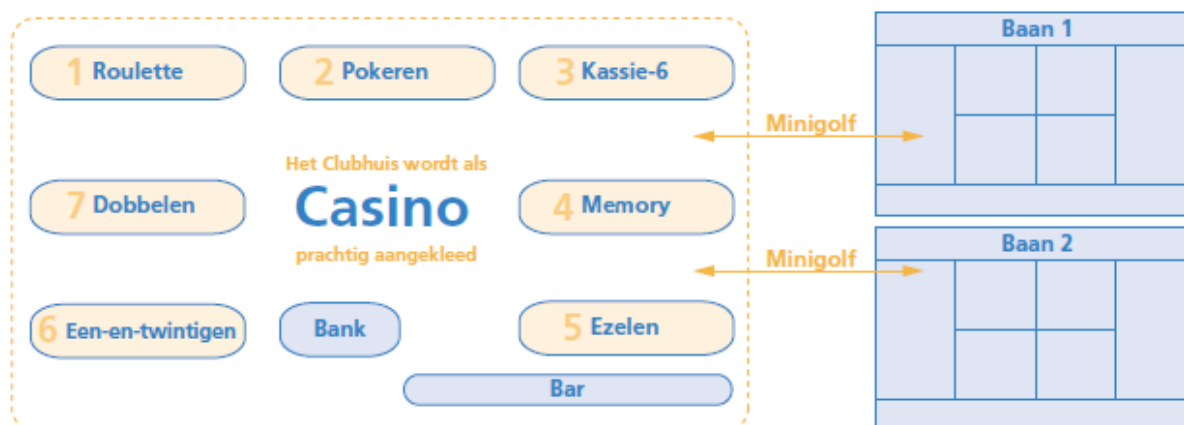 1 Roulette
2 Pokeren
3 Kassie-6
Het Clubhuis wordt als
Casino
prachtig aangekleed
7 Dobbelen
4 Memory
6 Een-en-twintigen
Bank
5 Ezelen
Bar
Minigolf
Minigolf
Baan 1
Baan 2